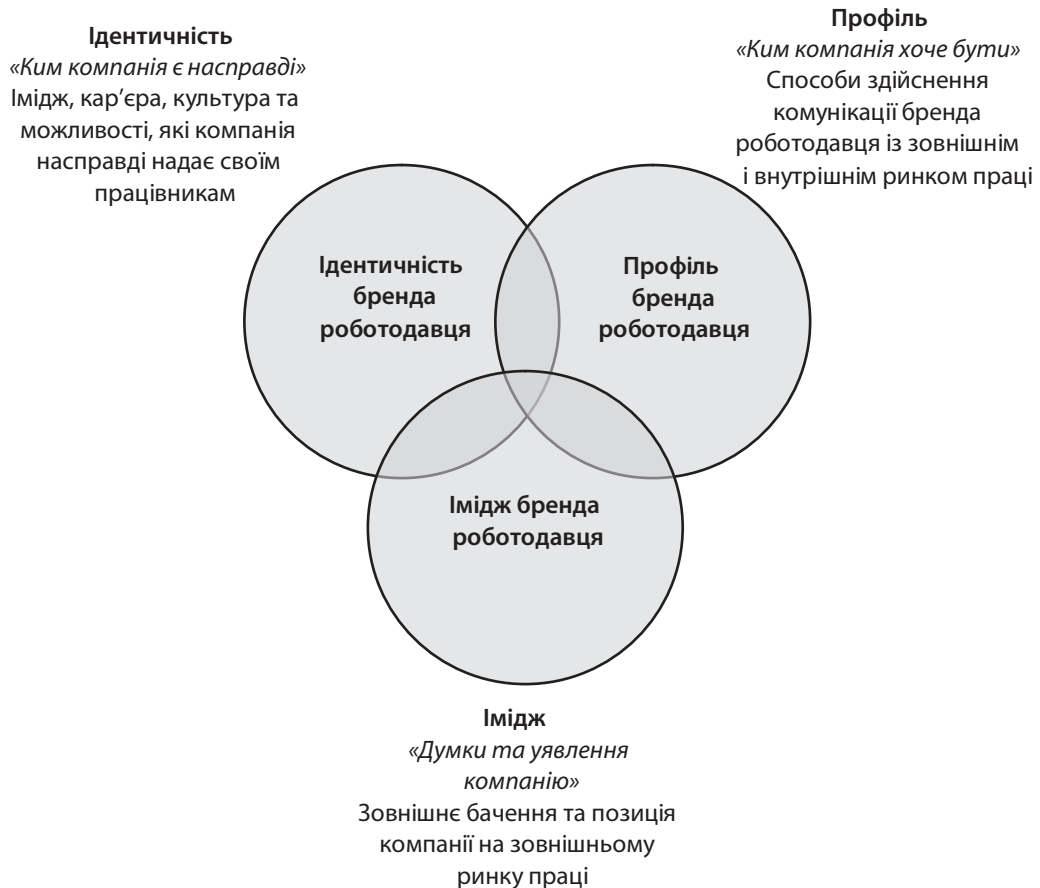 Ідентичність
«Ким компанія є насправді»
Імідж, кар’єра, культура та
можливості, які компанія
насправді надає своїм
працівникам
Профіль
«Ким компанія хоче бути»
Способи здійснення
комунікації бренда
роботодавця із зовнішнім
і внутрішнім ринком праці
Ідентичність
бренда
роботодавця
Профіль
бренда
роботодавця
Імідж бренда
роботодавця
Імідж
«Думки та уявлення
компанію»
Зовнішнє бачення та позиція
компанії на зовнішньому
ринку праці